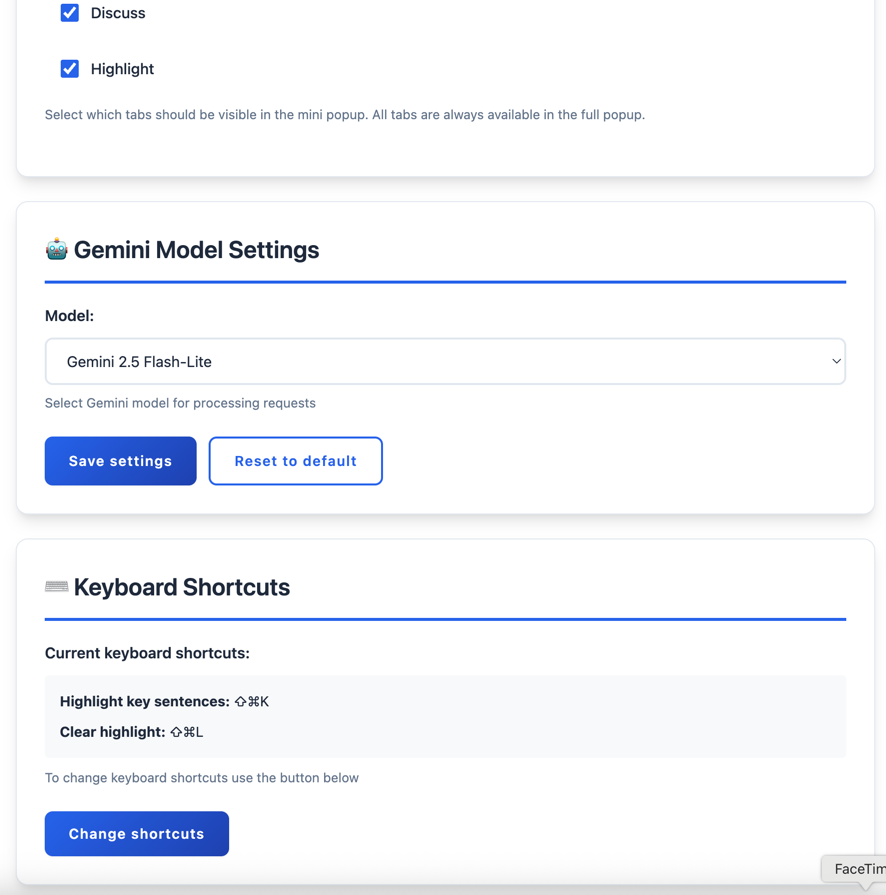 Discuss
Highlight
Select which tabs should be visible in the mini popup. All tabs are always available in the full popup.
Gemini Model Settings
Model:
Gemini 2.5 Flash-Lite
Select Gemini model for processing requests
Save settings
Reset to default
Keyboard Shortcuts
Current keyboard shortcuts:
Highlight key sentences: ⇧⌘K
Clear highlight: ⇧⌘L
To change keyboard shortcuts use the button below
Change shortcuts